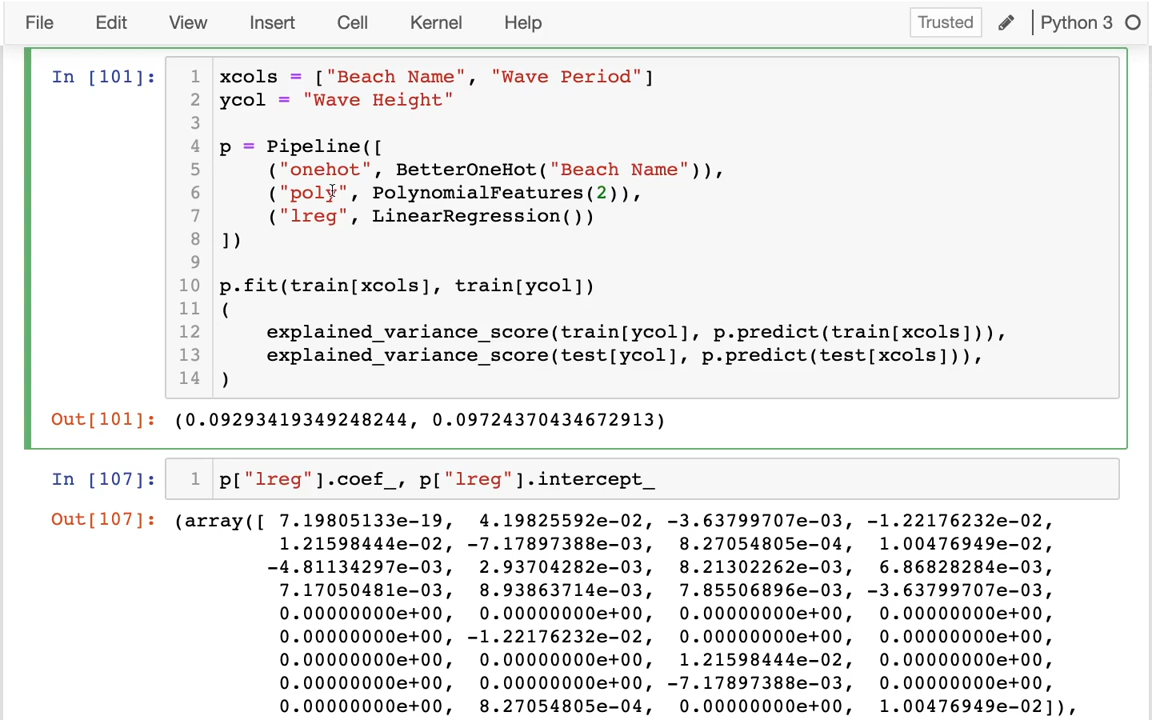 File Edit View Insert Cell Kernel Help Trusted Python 3
In [101]:
1 xcols = ["Beach Name", "Wave Period"]
2 ycol = "Wave Height"
3
4 p = Pipeline([
5     ("onehot", BetterOneHot("Beach Name")),
6     ("poly", PolynomialFeatures(2)),
7     ("lreg", LinearRegression())
8 ])
9
10 p.fit(train[xcols], train[ycol])
11 (
12     explained_variance_score(train[ycol], p.predict(train[xcols])),
13     explained_variance_score(test[ycol], p.predict(test[xcols])),
14 )
Out[101]: (0.09293419349248244, 0.09724370434672913)
In [107]: 1 p["lreg"].coef_, p["lreg"].intercept_
Out[107]: (array([ 7.19805133e-19, 4.19825592e-02, -3.63799707e-03, -1.22176232e-02,
1.21598444e-02, -7.17897388e-03, 8.27054805e-04, 1.00476949e-02,
-4.81134297e-03, 2.93704282e-03, 8.21302262e-03, 6.86828284e-03,
7.17050481e-03, 8.93863714e-03, 7.85506896e-03, -3.63799707e-03,
0.00000000e+00, 0.00000000e+00, 0.00000000e+00, 0.00000000e+00,
0.00000000e+00, -1.22176232e-02, 0.00000000e+00, 0.00000000e+00,
0.00000000e+00, 0.00000000e+00, 1.21598444e-02, 0.00000000e+00,
0.00000000e+00, 0.00000000e+00, -7.17897388e-03, 0.00000000e+00,
0.00000000e+00, 8.27054805e-04, 0.00000000e+00, 1.00476949e-02]),